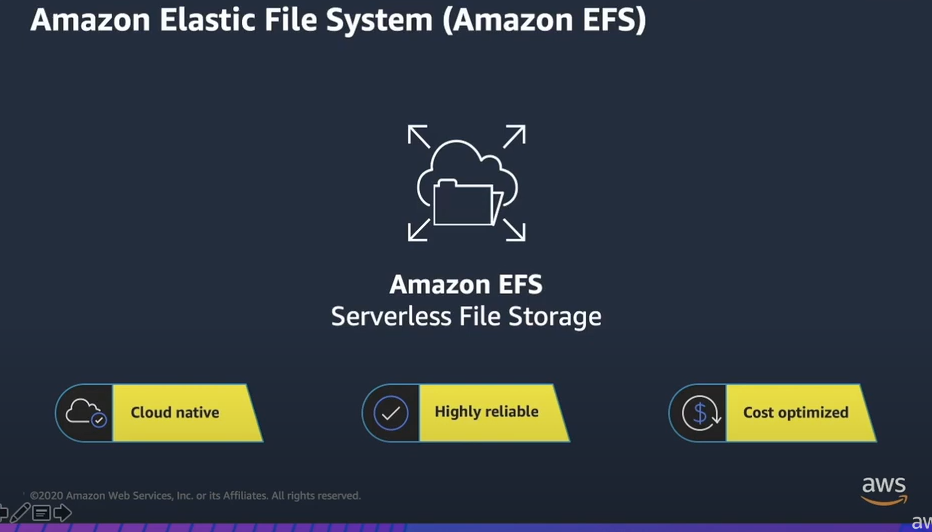 Amazon Elastic File System (Amazon EFS)
Amazon EFS
Serverless File Storage
Cloud native
Highly reliable
$
Cost optimized
©2020 Amazon Web Services, Inc. or its Affiliates. All rights reserved.
aws
aw